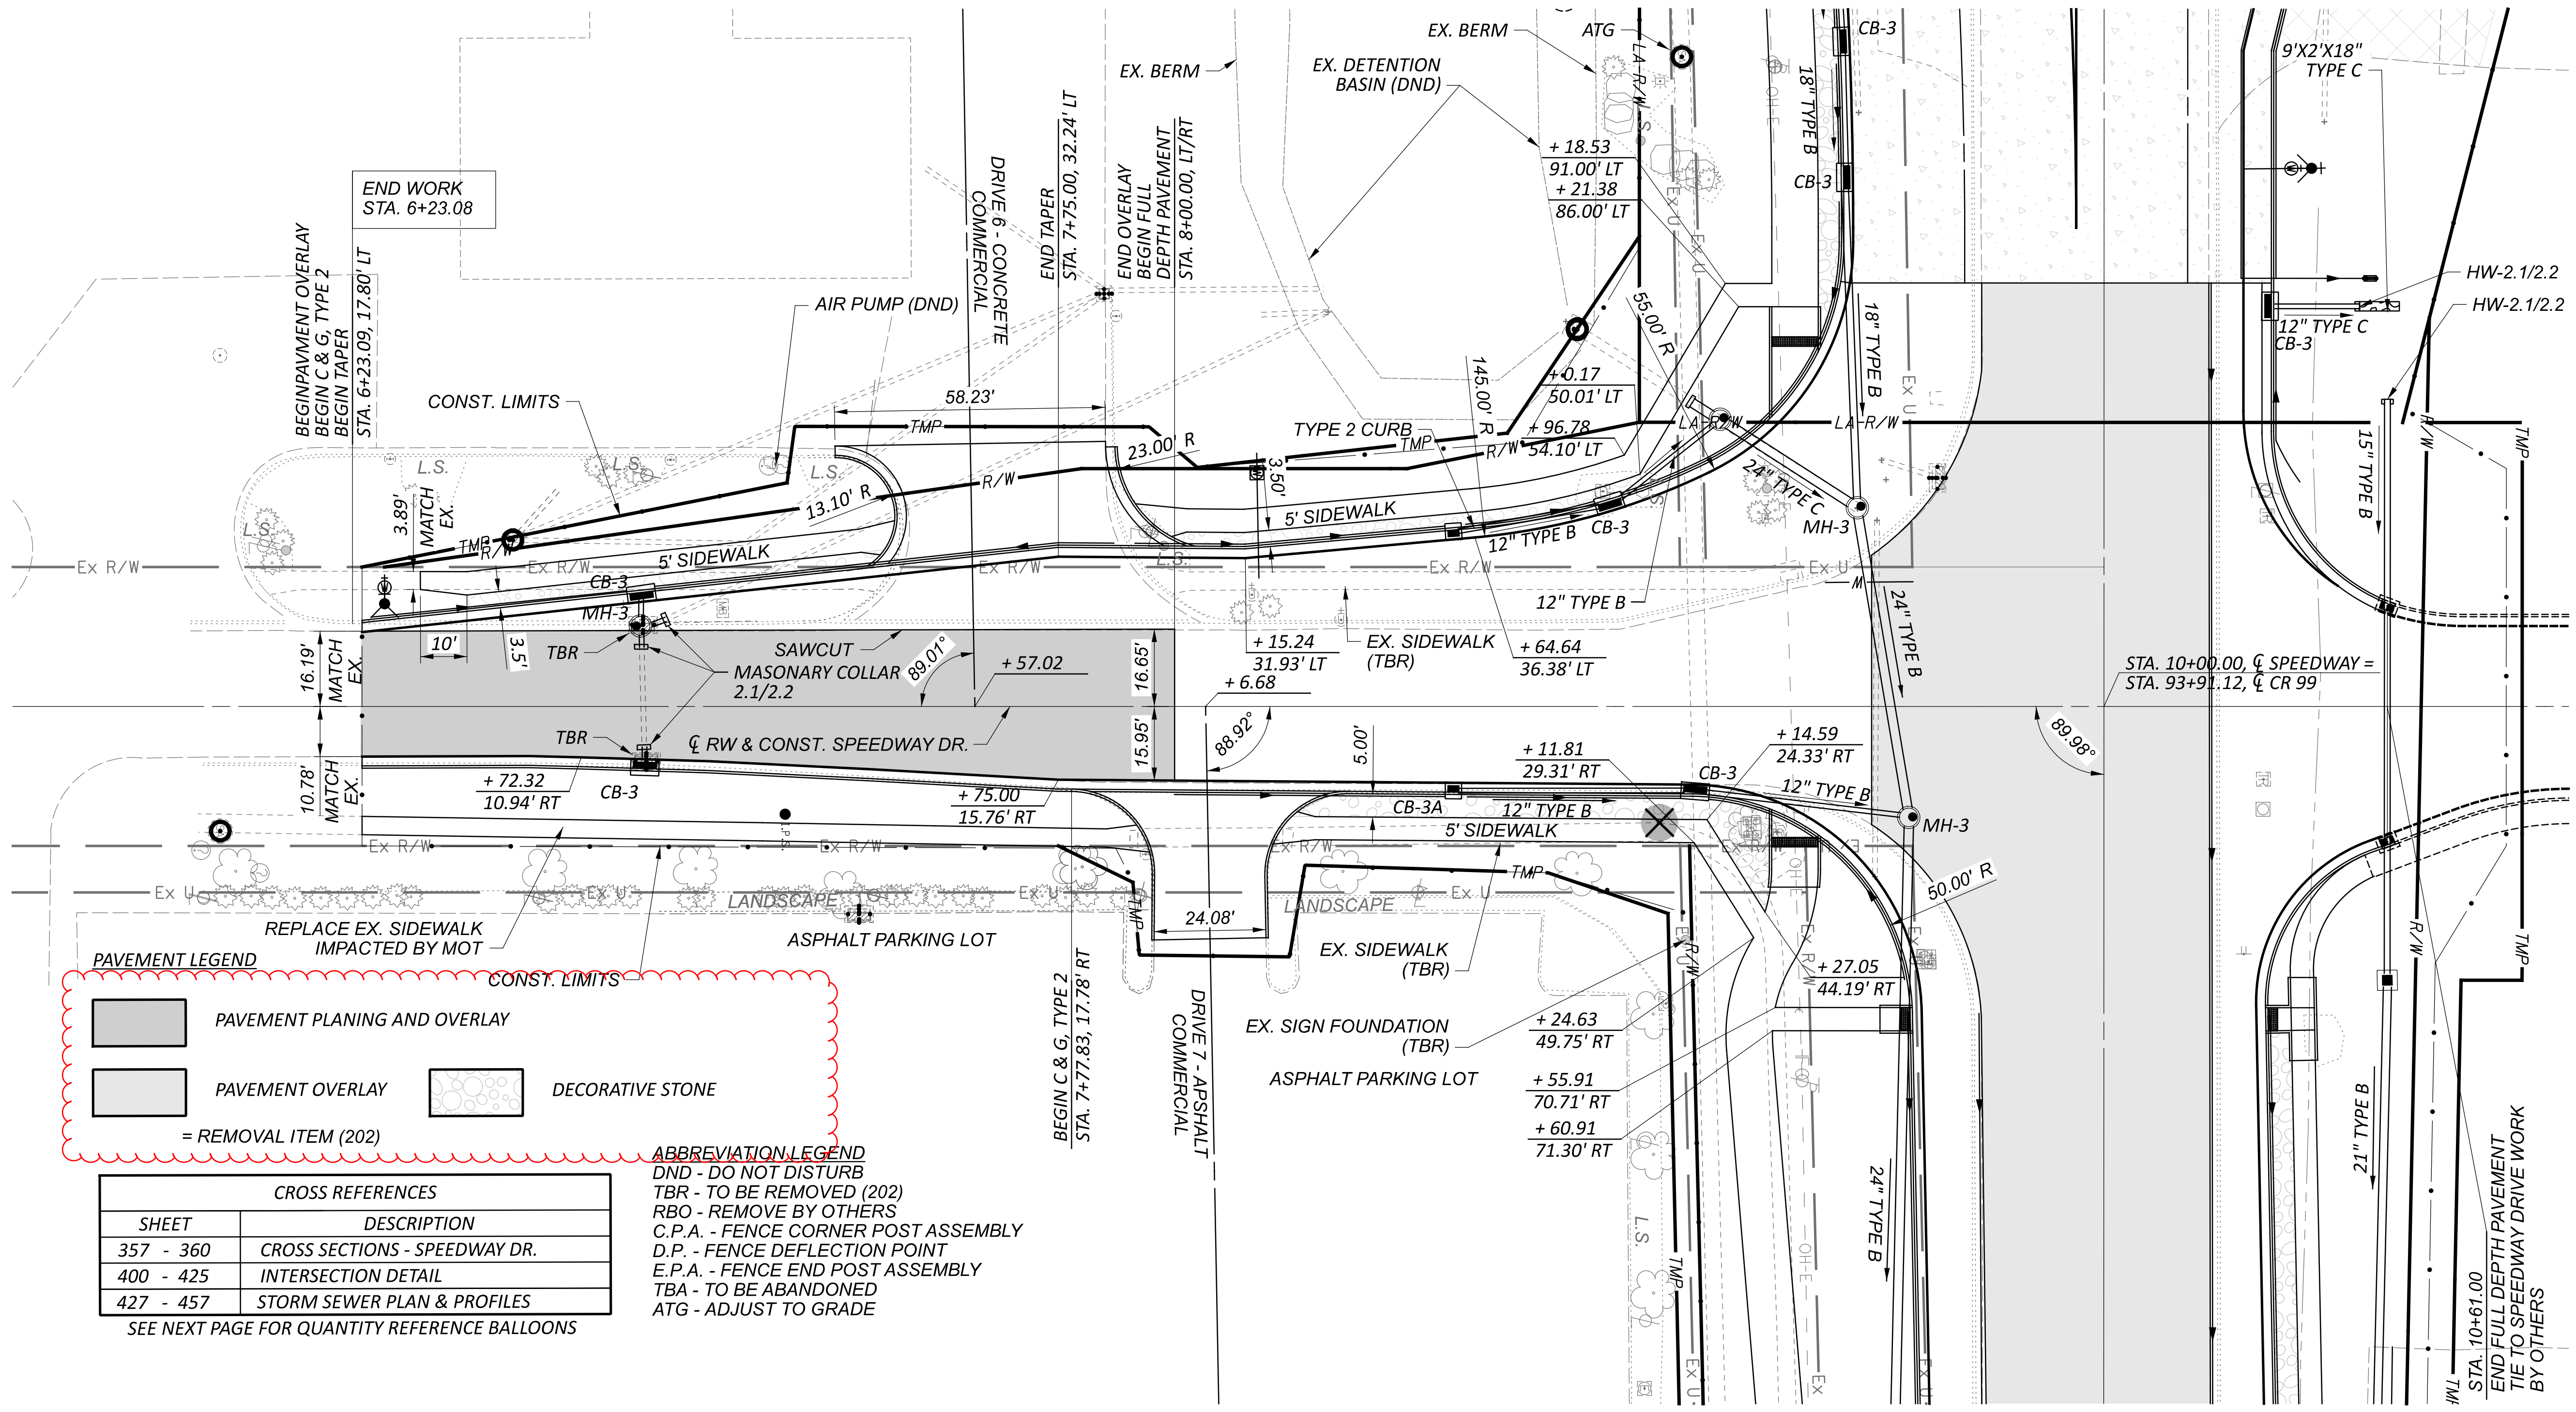 END WORK
STA. 6+23.08
BEGINPAVMENT OVERLAY
BEGIN C & G, TYPE 2
BEGIN TAPER
STA. 6+23.09, 17.80' LT
CONST. LIMITS
AIR PUMP (DND)
58.23'
DRIVE 6 - CONCRETE
COMMERCIAL
END TAPER
STA. 7+75.00, 32.24' LT
END OVERLAY
BEGIN FULL
DEPTH PAVEMENT
STA. 8+00.00, LT/RT
EX. BERM
EX. DETENTION
BASIN (DND)
EX. BERM
ATG
LA-R/W
L.S.
OH-E
Ex U
Ex U
18" TYPE B
CB-3
CB-3
9'X2'X18"
TYPE C
HW-2.1/2.2
HW-2.1/2.2
12" TYPE C
CB-3
+ 18.53
91.00' LT
+ 21.38
86.00' LT
55.00' R
145.00' R
+0.17
50.01' LT
+ 96.78
54.10' LT
TYPE 2 CURB
TMP
R/W
LA-R/W
LA-R/W
18" TYPE B
Ex U
R/W
TMP
15" TYPE B
TMP
23.00' R
3.50'
13.10' R
R/W
L.S.
L.S.
L.S.
L.S.
3.89'
MATCH
EX.
TMP
R/W
5' SIDEWALK
5' SIDEWALK
12" TYPE B
CB-3
24" TYPE C
MH-3
L.S.
Ex R/W
Ex R/W
Ex R/W
Ex R/W
Ex U
CB-3
MH-3
TBR
10'
3.5'
SAWCUT
MASONARY COLLAR
2.1/2.2
89.01°
+ 57.02
16.65'
16.19'
MATCH
EX.
+ 15.24
31.93' LT
EX. SIDEWALK
(TBR)
12" TYPE B
+ 64.64
36.38' LT
24" TYPE B
STA. 10+00.00, ℄ SPEEDWAY =
STA. 93+91.12, ℄ CR 99
+ 6.68
TBR
℄ RW & CONST. SPEEDWAY DR.
88.92°
15.95'
5.00'
89.98°
10.78'
MATCH
EX.
+ 72.32
10.94' RT
CB-3
+ 75.00
15.76' RT
+ 11.81
29.31' RT
+ 14.59
24.33' RT
CB-3
12" TYPE B
CB-3A
12" TYPE B
5' SIDEWALK
MH-3
I.P.S.
Ex R/W
Ex R/W
Ex R/W
Ex R/W
Ex U
Ex U
Ex U
Ex U
LANDSCAPE
LANDSCAPE
TMP
TMP
24.08'
50.00' R
OH-E
REPLACE EX. SIDEWALK
IMPACTED BY MOT
CONST. LIMITS
ASPHALT PARKING LOT
EX. SIDEWALK
(TBR)
Ex U
R/W
Ex R/W
R/W
TMP
PAVEMENT LEGEND
PAVEMENT PLANING AND OVERLAY
PAVEMENT OVERLAY
DECORATIVE STONE
= REMOVAL ITEM (202)
BEGIN C & G, TYPE 2
STA. 7+77.83, 17.78' RT
DRIVE 7 - APSHALT
COMMERCIAL
EX. SIGN FOUNDATION
(TBR)
ASPHALT PARKING LOT
+ 27.05
44.19' RT
+ 24.63
49.75' RT
+ 55.91
70.71' RT
+ 60.91
71.30' RT
CROSS REFERENCES
SHEET DESCRIPTION
357 - 360 CROSS SECTIONS - SPEEDWAY DR.
400 - 425 INTERSECTION DETAIL
427 - 457 STORM SEWER PLAN & PROFILES
SEE NEXT PAGE FOR QUANTITY REFERENCE BALLOONS
ABBREVIATION LEGEND
DND - DO NOT DISTURB
TBR - TO BE REMOVED (202)
RBO - REMOVE BY OTHERS
C.P.A. - FENCE CORNER POST ASSEMBLY
D.P. - FENCE DEFLECTION POINT
E.P.A. - FENCE END POST ASSEMBLY
TBA - TO BE ABANDONED
ATG - ADJUST TO GRADE
L.S.
TMP
Ex U
OH-E
Ex
24" TYPE B
Ex U
21" TYPE B
STA. 10+61.00
END FULL DEPTH PAVEMENT
TIE TO SPEEDWAY DRIVE WORK
BY OTHERS